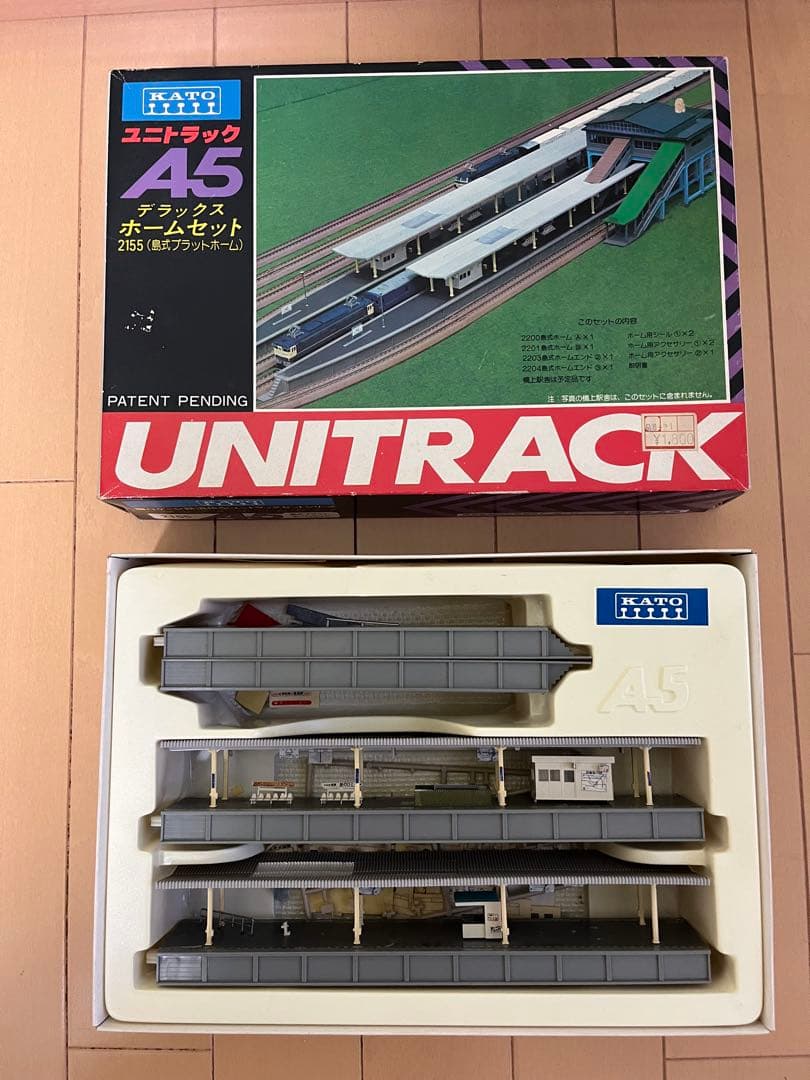 KATO
ユニトラック
A5
デラックス
ホームセット
2155(島式プラットホーム)
PATENT PENDING
このセットの内容
2200島式ホームⒶ×1
2201島式ホームⒷ×1
2203島式ホームエンド②×1
2204島式ホームエンド③×1
橋上駅舎は予定品です
ホーム用シール①×2
ホーム用アクセサリー①×2
ホーム用アクセサリー②×1
説明書
注:写真の橋上駅舎は、このセットに含まれません。
¥1,800
UNITRACK
KATO
A5